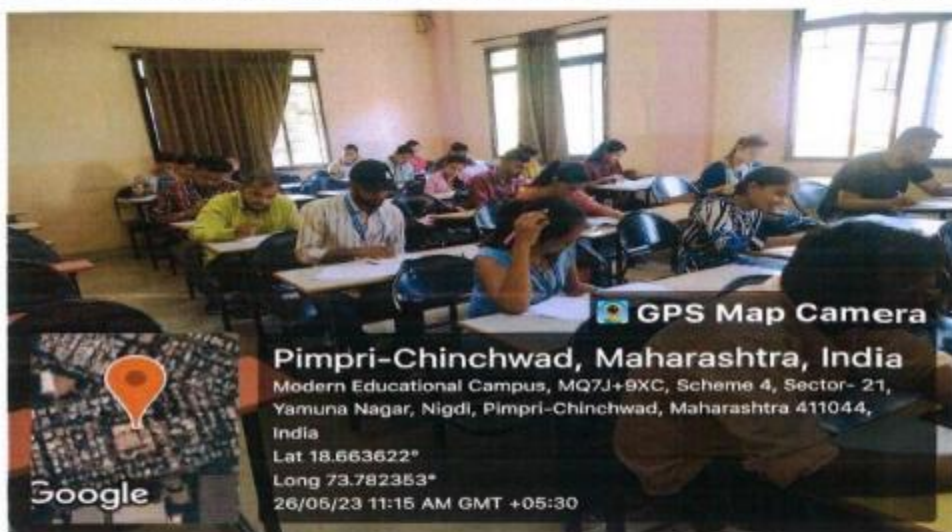 GPS Map Camera
Pimpri-Chinchwad, Maharashtra, India
Modern Educational Campus, MQ7J+9XC, Scheme 4, Sector- 21,
Yamuna Nagar, Nigdi, Pimpri-Chinchwad, Maharashtra 411044,
India
Lat 18.663622°
Long 73.782353°
26/05/23 11:15 AM GMT +05:30
Google